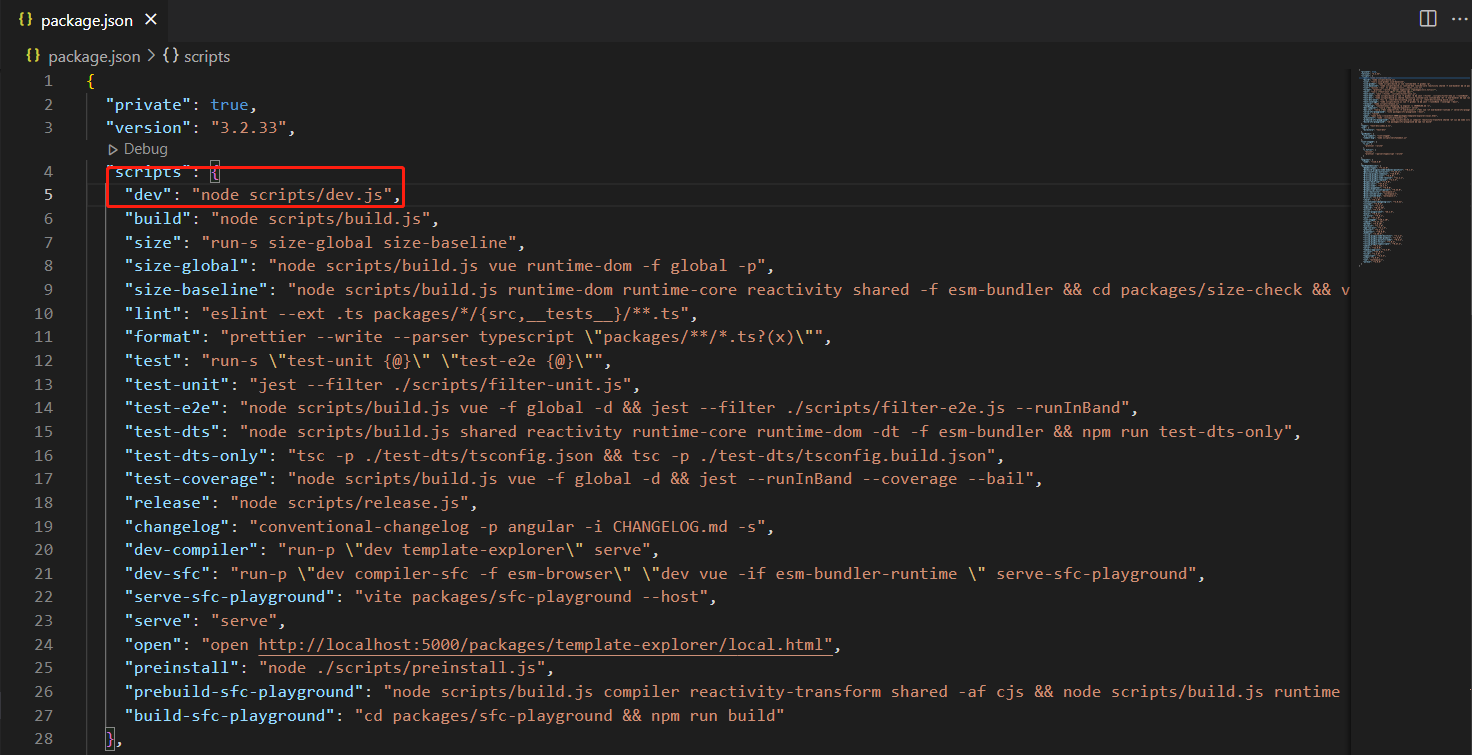 {} package.json ×
{} package.json > {} scripts
1 {
2 "private": true,
3 "version": "3.2.33",
Debug
4 "scripts": {
5 "dev": "node scripts/dev.js",
6 "build": "node scripts/build.js",
7 "size": "run-s size-global size-baseline",
8 "size-global": "node scripts/build.js vue runtime-dom -f global -p",
9 "size-baseline": "node scripts/build.js runtime-dom runtime-core reactivity shared -f esm-bundler && cd packages/size-check && v
10 "lint": "eslint --ext .ts packages/*/{src,__tests__}/**.ts",
11 "format": "prettier --write --parser typescript \"packages/**/*.ts?(x)\"",
12 "test": "run-s \"test-unit {@}\" \"test-e2e {@}\"",
13 "test-unit": "jest --filter ./scripts/filter-unit.js",
14 "test-e2e": "node scripts/build.js vue -f global -d && jest --filter ./scripts/filter-e2e.js --runInBand",
15 "test-dts": "node scripts/build.js shared reactivity runtime-core runtime-dom -dt -f esm-bundler && npm run test-dts-only",
16 "test-dts-only": "tsc -p ./test-dts/tsconfig.json && tsc -p ./test-dts/tsconfig.build.json",
17 "test-coverage": "node scripts/build.js vue -f global -d && jest --runInBand --coverage --bail",
18 "release": "node scripts/release.js",
19 "changelog": "conventional-changelog -p angular -i CHANGELOG.md -s",
20 "dev-compiler": "run-p \"dev template-explorer\" serve",
21 "dev-sfc": "run-p \"dev compiler-sfc -f esm-browser\" \"dev vue -if esm-bundler-runtime \" serve-sfc-playground",
22 "serve-sfc-playground": "vite packages/sfc-playground --host",
23 "serve": "serve",
24 "open": "open http://localhost:5000/packages/template-explorer/local.html",
25 "preinstall": "node ./scripts/preinstall.js",
26 "prebuild-sfc-playground": "node scripts/build.js compiler reactivity-transform shared -af cjs && node scripts/build.js runtime
27 "build-sfc-playground": "cd packages/sfc-playground && npm run build"
28 },